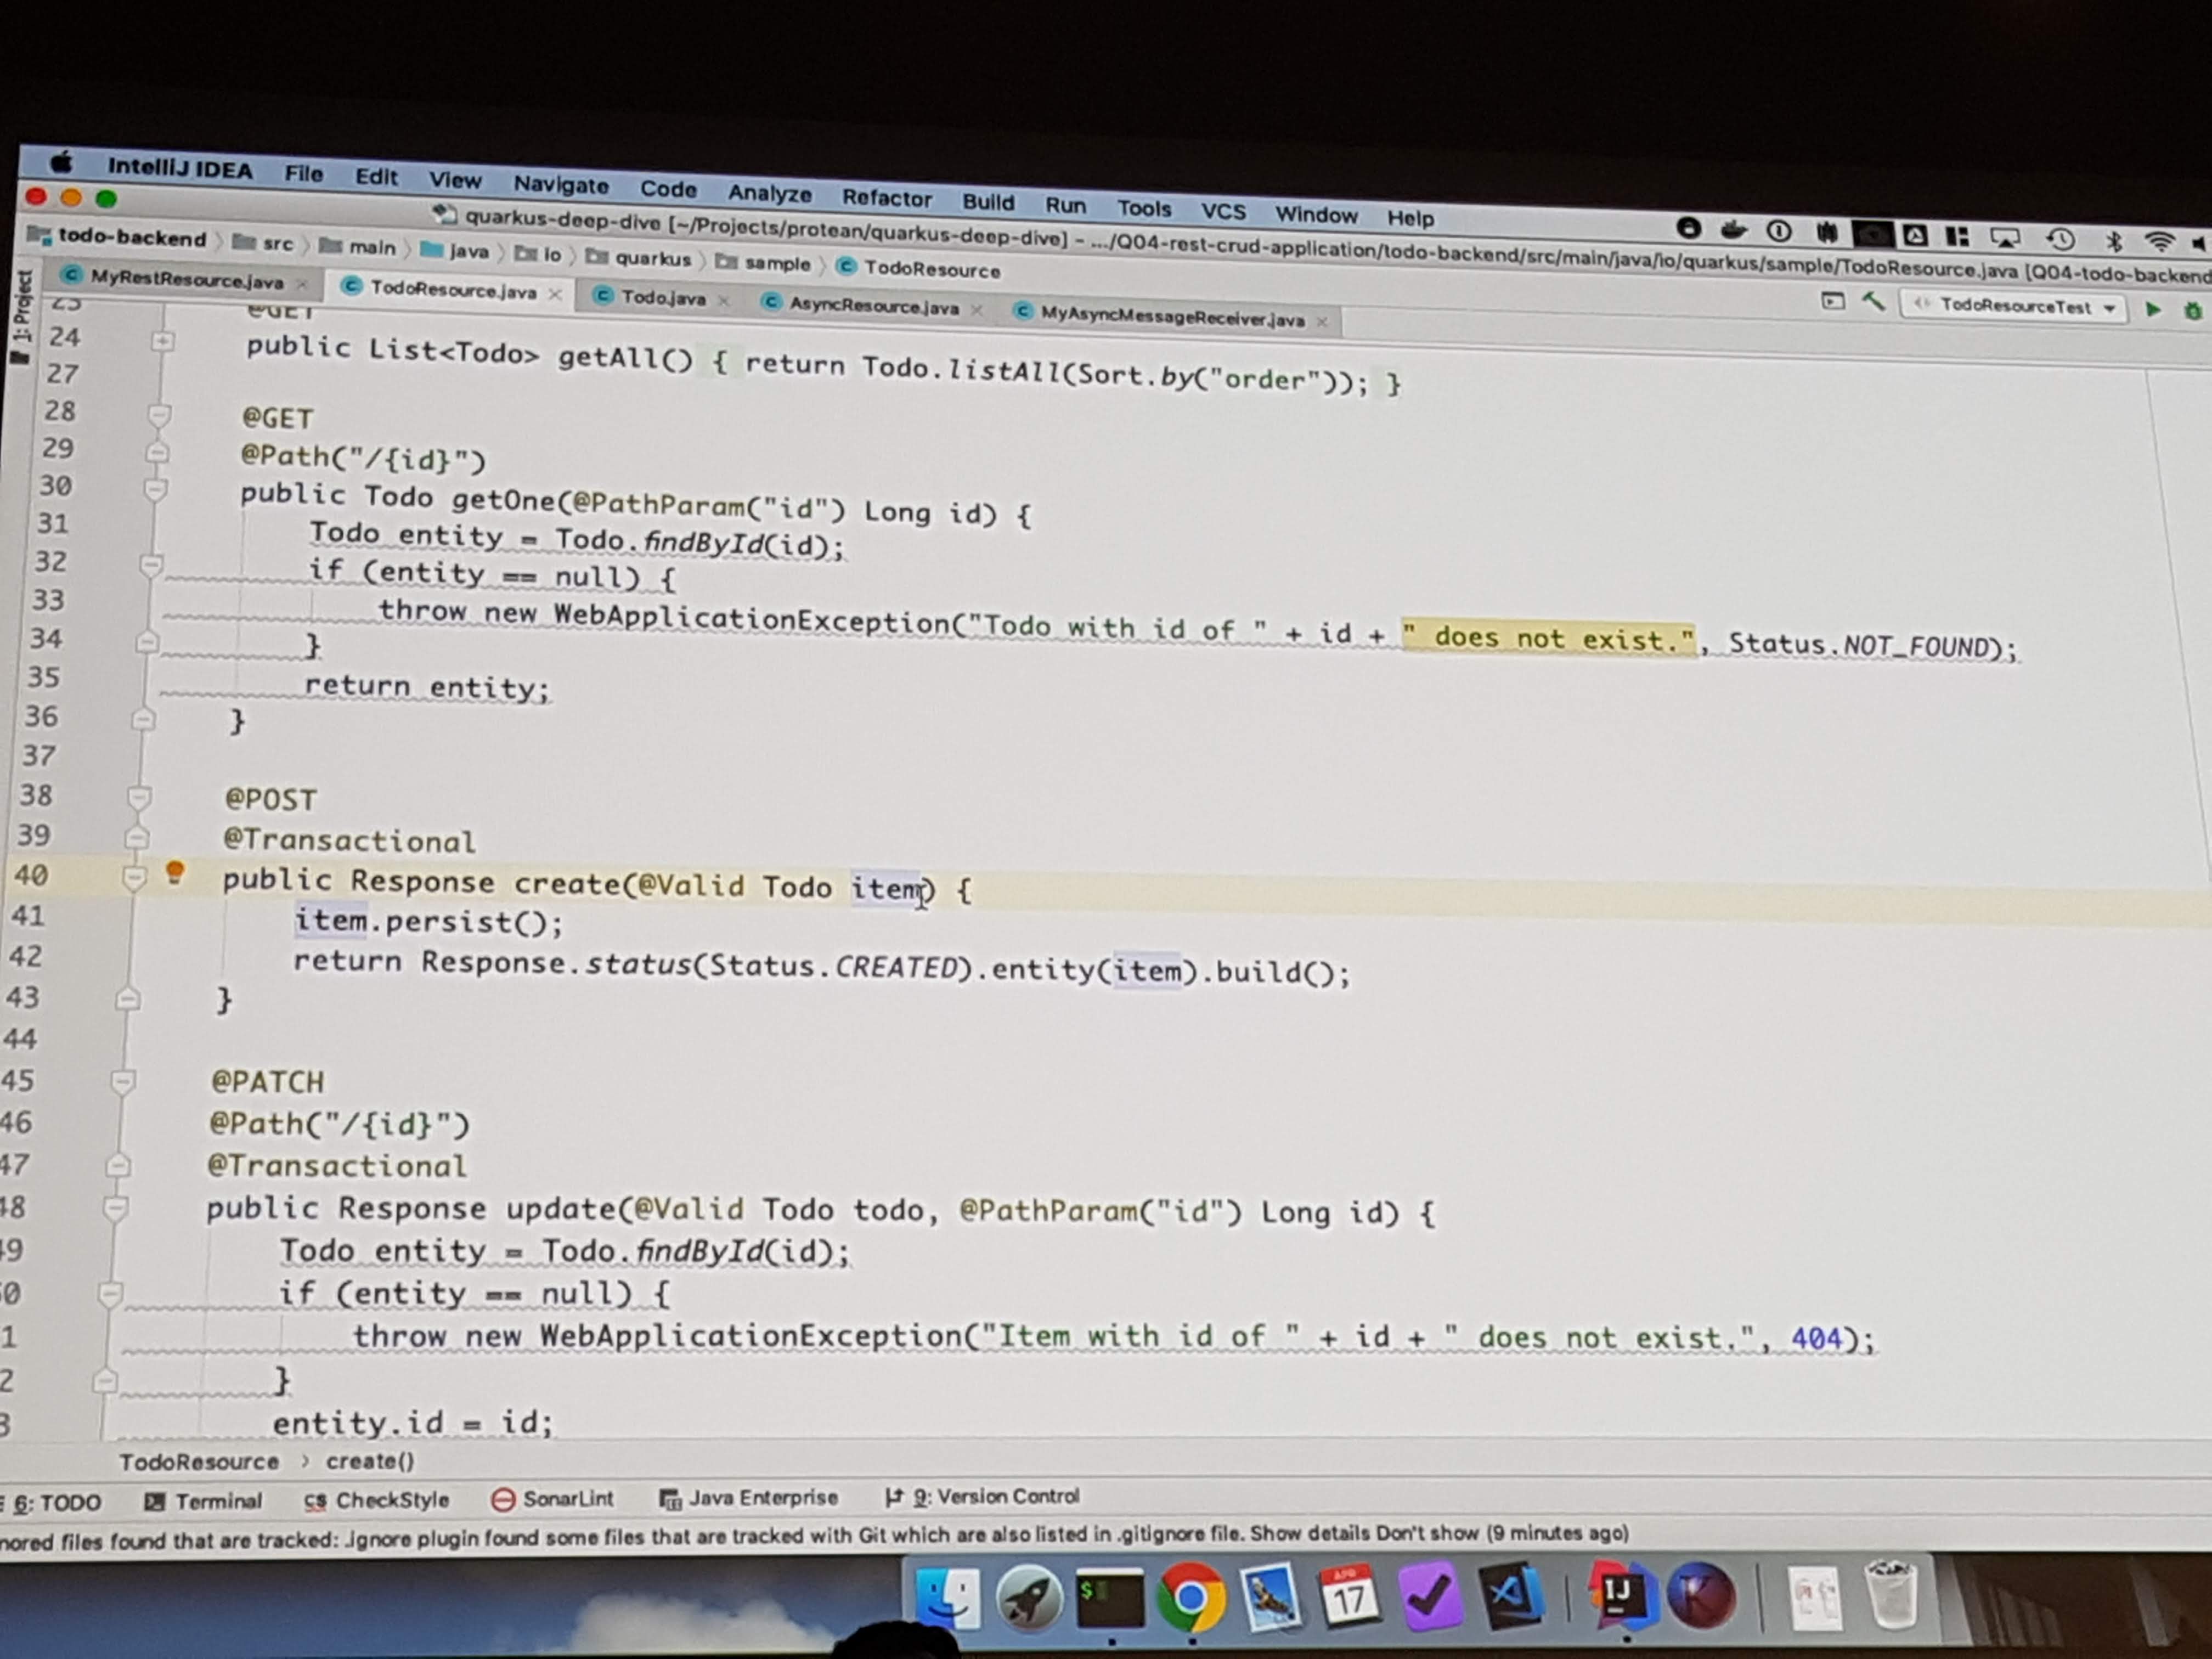 IntelliJ IDEA File Edit View Navigate Code Analyze Refactor Build Run Tools VCS Window Help
quarkus-deep-dive [~/Projects/protean/quarkus-deep-dive] - .../Q04-rest-crud-application/todo-backend/src/main/java/io/quarkus/sample/TodoResource.java [Q04-todo-backend
todo-backend src main java io quarkus sample TodoResource
TodoResourceTest
MyRestResource.java TodoResource.java Todo.java AsyncResource.java MyAsyncMessageReceiver.java
1: Project
23 @GET
24 public List<Todo> getAll() { return Todo.listAll(Sort.by("order")); }
27
28 @GET
29 @Path("/{id}")
30 public Todo getOne(@PathParam("id") Long id) {
31 Todo entity = Todo.findById(id);
32 if (entity == null) {
33 throw new WebApplicationException("Todo with id of " + id + " does not exist.", Status.NOT_FOUND);
34 }
35 return entity;
36 }
37
38 @POST
39 @Transactional
40 public Response create(@Valid Todo item) {
41 item.persist();
42 return Response.status(Status.CREATED).entity(item).build();
43 }
44
45 @PATCH
46 @Path("/{id}")
47 @Transactional
48 public Response update(@Valid Todo todo, @PathParam("id") Long id) {
49 Todo entity = Todo.findById(id);
0 if (entity == null) {
1 throw new WebApplicationException("Item with id of " + id + " does not exist.", 404);
2 }
3 entity.id = id;
TodoResource › create()
6: TODO Terminal CheckStyle SonarLint Java Enterprise 9: Version Control
nored files found that are tracked: .ignore plugin found some files that are tracked with Git which are also listed in .gitignore file. Show details Don't show (9 minutes ago)
$
APR
17
IJ